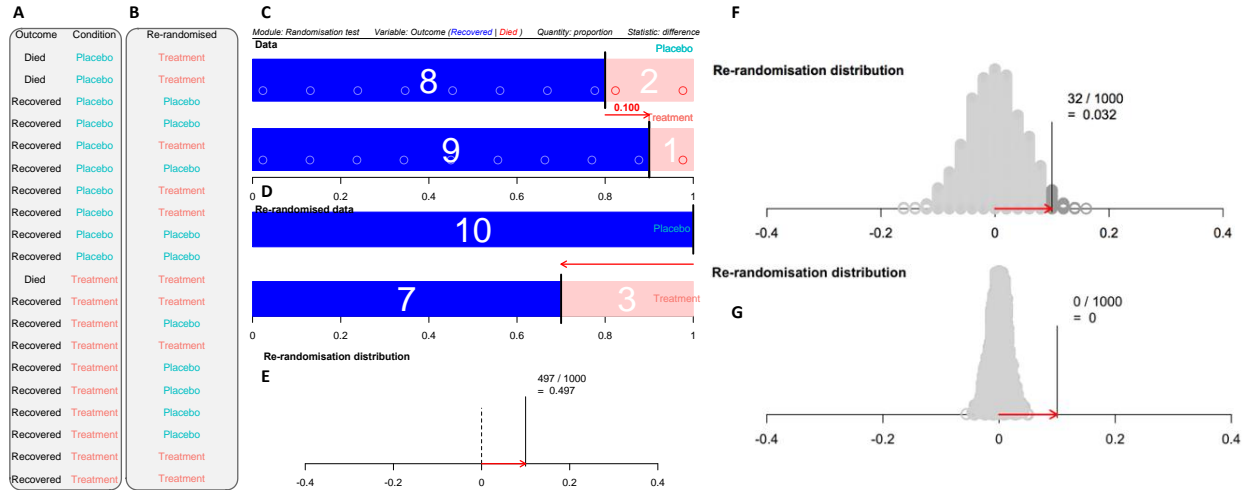 A
B
Outcome Condition Re-randomised
Died Placebo Treatment
Died Placebo Treatment
Recovered Placebo Placebo
Recovered Placebo Placebo
Recovered Placebo Treatment
Recovered Placebo Placebo
Recovered Placebo Treatment
Recovered Placebo Treatment
Recovered Placebo Placebo
Recovered Placebo Placebo
Died Treatment Treatment
Recovered Treatment Treatment
Recovered Treatment Placebo
Recovered Treatment Treatment
Recovered Treatment Placebo
Recovered Treatment Placebo
Recovered Treatment Placebo
Recovered Treatment Placebo
Recovered Treatment Treatment
Recovered Treatment Treatment
C
Module: Randomisation test Variable: Outcome (Recovered | Died ) Quantity: proportion Statistic: difference
Data
Placebo
8 2
0.100
Treatment
9 1
0 0.2 0.4 0.6 0.8 1
D
Re-randomised data
10 Placebo
7 3 Treatment
0 0.2 0.4 0.6 0.8 1
Re-randomisation distribution
E
497 / 1000
= 0.497
-0.4 -0.2 0 0.2 0.4
F
Re-randomisation distribution
32 / 1000
= 0.032
-0.4 -0.2 0 0.2 0.4
Re-randomisation distribution
G
0 / 1000
= 0
-0.4 -0.2 0 0.2 0.4